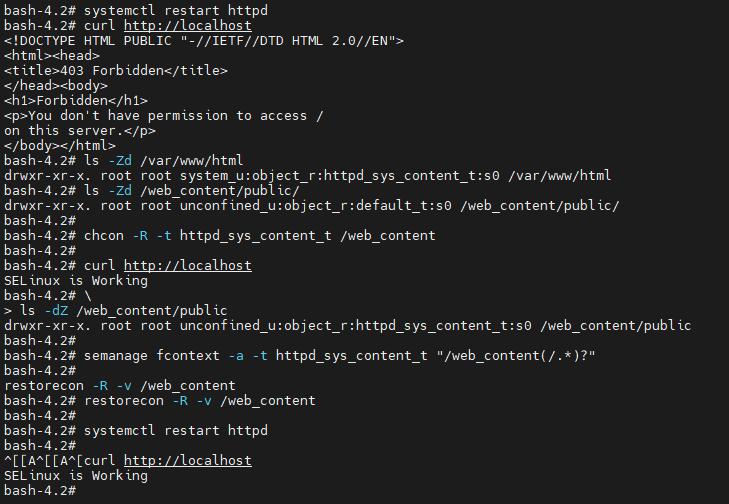 bash-4.2# systemctl restart httpd
bash-4.2# curl http://localhost
<!DOCTYPE HTML PUBLIC "-//IETF//DTD HTML 2.0//EN">
<html><head>
<title>403 Forbidden</title>
</head><body>
<h1>Forbidden</h1>
<p>You don't have permission to access /
on this server.</p>
</body></html>
bash-4.2# ls -Zd /var/www/html
drwxr-xr-x. root root system_u:object_r:httpd_sys_content_t:s0 /var/www/html
bash-4.2# ls -Zd /web_content/public/
drwxr-xr-x. root root unconfined_u:object_r:default_t:s0 /web_content/public/
bash-4.2#
bash-4.2# chcon -R -t httpd_sys_content_t /web_content
bash-4.2#
bash-4.2# curl http://localhost
SELinux is Working
bash-4.2# \
> ls -dZ /web_content/public
drwxr-xr-x. root root unconfined_u:object_r:httpd_sys_content_t:s0 /web_content/public
bash-4.2#
bash-4.2# semanage fcontext -a -t httpd_sys_content_t "/web_content(/.*)?"
bash-4.2#
restorecon -R -v /web_content
bash-4.2# restorecon -R -v /web_content
bash-4.2#
bash-4.2# systemctl restart httpd
bash-4.2#
^[[A^[[A^[curl http://localhost
SELinux is Working
bash-4.2#